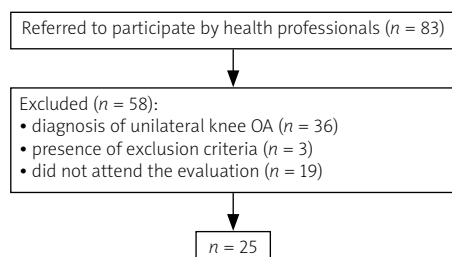 Referred to participate by health professionals (n = 83)
Excluded (n = 58):
• diagnosis of unilateral knee OA (n = 36)
• presence of exclusion criteria (n = 3)
• did not attend the evaluation (n = 19)
n = 25